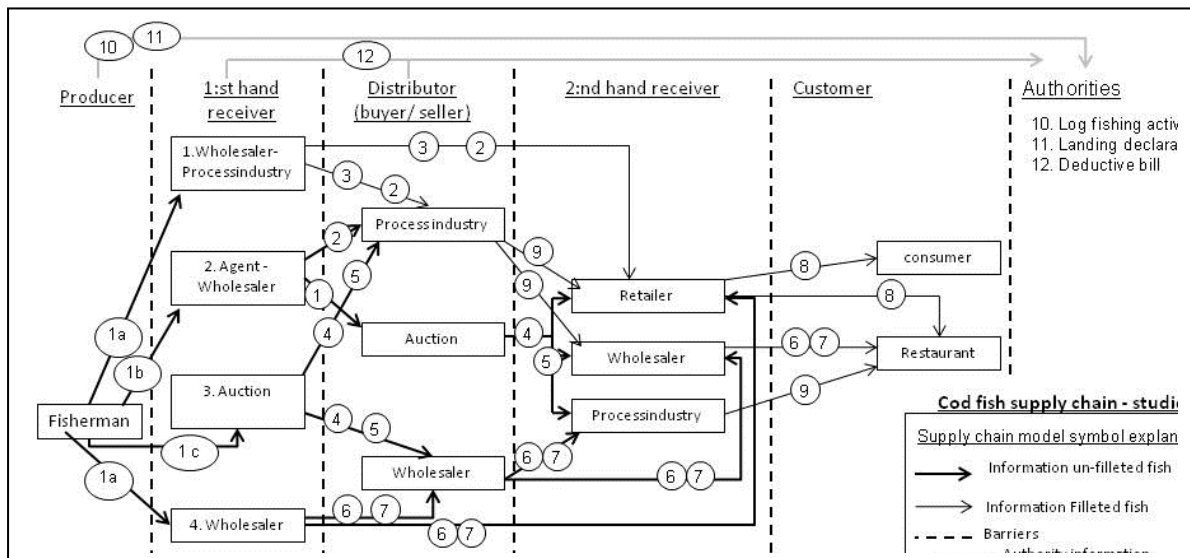 10
11
12
Producer
1:st hand
receiver
Distributor
(buyer/ seller)
2:nd hand receiver
Customer
Authorities
10. Log fishing activ
11. Landing declara
12. Deductive bill
1.Wholesaler-
Processindustry
3
2
3
2
Processindustry
2
5
9
9
2. Agent -
Wholesaler
1
consumer
8
Retailer
8
1a
4
Auction
4
Wholesaler
6
7
Restaurant
1b
5
3. Auction
9
Processindustry
Fisherman
4
5
1 c
Wholesaler
6
7
1a
6
7
4. Wholesaler
6
7
6
7
Cod fish supply chain - studie
Supply chain model symbol explan
Information un-filleted fish
Information Filleted fish
Barriers
Authority information